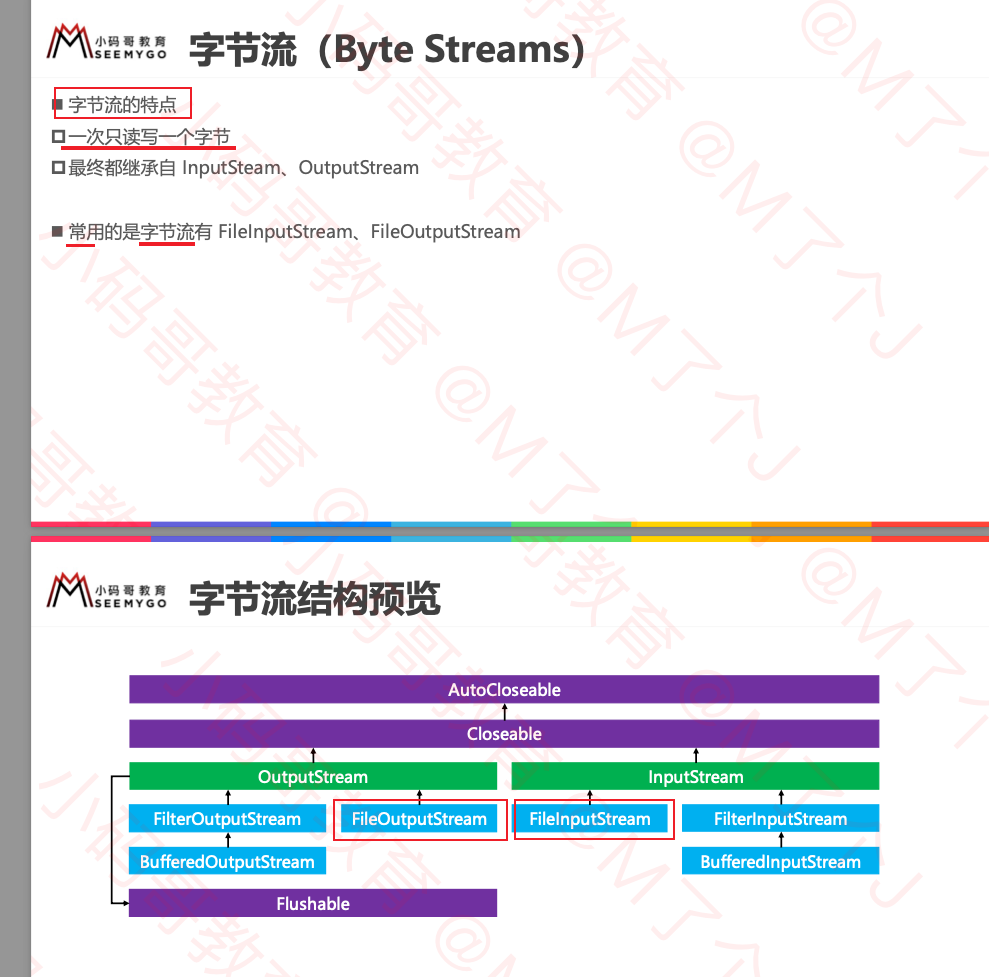 小码哥教育
SEEMYGO
字节流（Byte Streams）
字节流的特点
一次只读写一个字节
最终都继承自 InputSteam、OutputStream
常用的是字节流有 FileInputStream、FileOutputStream
小码哥教育
SEEMYGO
字节流结构预览
AutoCloseable
Closeable
OutputStream InputStream
FilterOutputStream FileOutputStream FileInputStream FilterInputStream
BufferedOutputStream BufferedInputStream
Flushable
小码哥教育 @M了个J